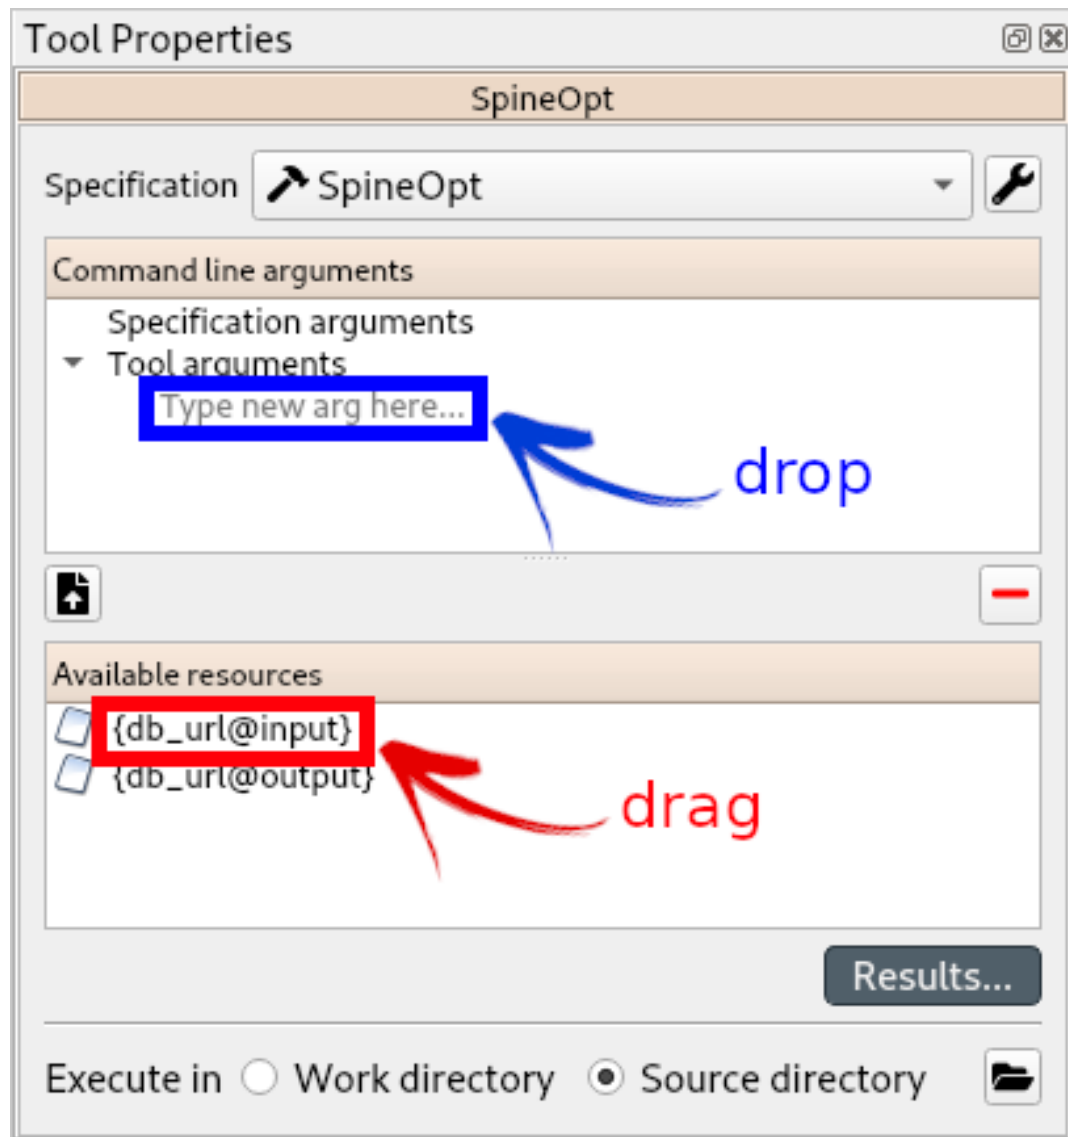 Tool Properties
SpineOpt
Specification SpineOpt
Command line arguments
Specification arguments
Tool arguments
Type new arg here...
drop
Available resources
{db_url@input}
{db_url@output}
drag
Results...
Execute in Work directory Source directory